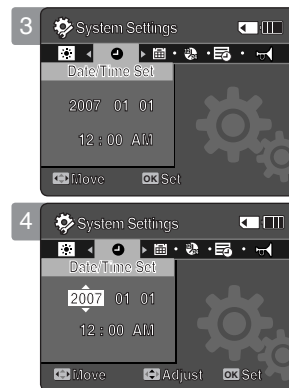 3
System Settings
Date/Time Set
2007 01 01
12 : 00 AM
Move OK Set
4
System Settings
Date/Time Set
2007 01 01
12 : 00 AM
Move Adjust OK Set